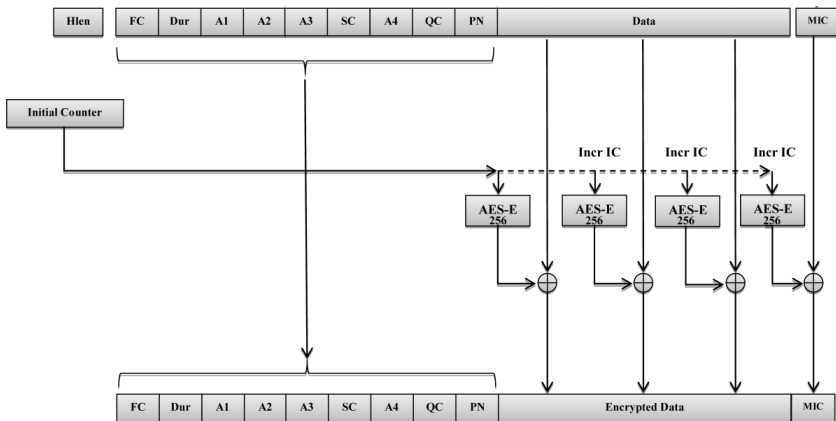 Hlen FC Dur A1 A2 A3 SC A4 QC PN Data MIC
Initial Counter
Incr IC Incr IC Incr IC
AES-E AES-E AES-E AES-E
256 256 256 256
FC Dur A1 A2 A3 SC A4 QC PN Encrypted Data MIC